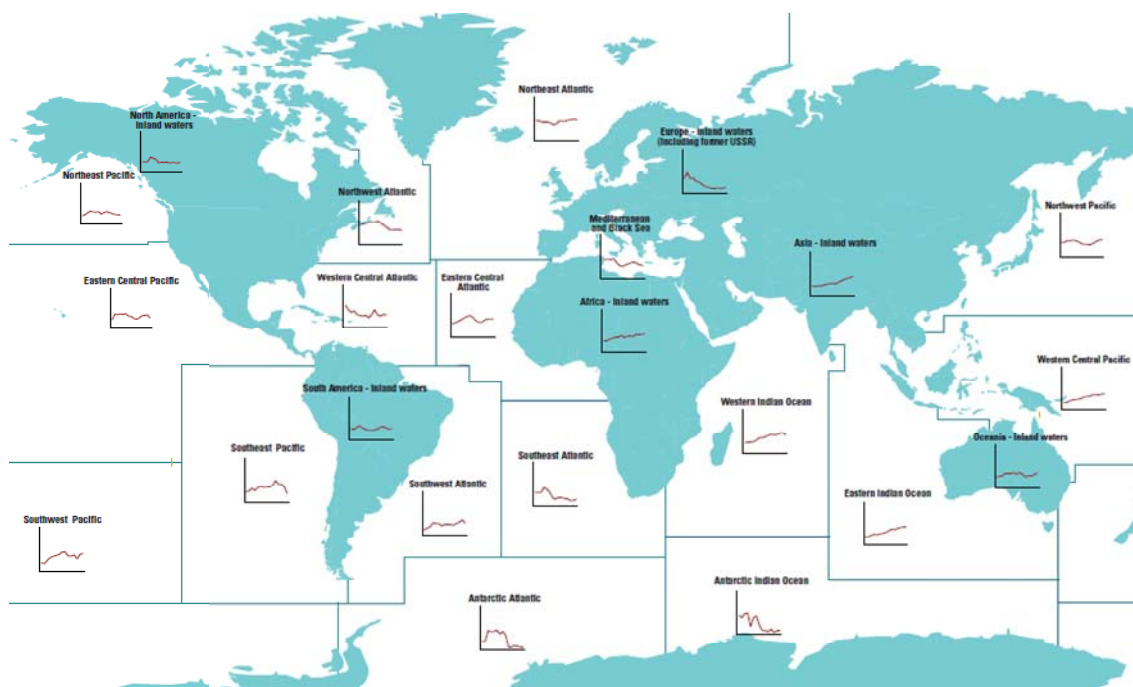 Northeast Atlantic
North America -
Inland waters
Europe - Inland waters
(Including former USSR)
Northeast Pacific
Northwest Atlantic
Northwest Pacific
Mediterranean
and Black Sea
Asia - Inland waters
Eastern Central Pacific
Western Central Atlantic
Eastern Central
Atlantic
Africa - Inland waters
Western Central Pacific
South America - Inland waters
Western Indian Ocean
Oceania - Inland waters
Southeast Pacific
Southeast Atlantic
Southwest Atlantic
Eastern Indian Ocean
Southwest Pacific
Antarctic Atlantic
Antarctic Indian Ocean